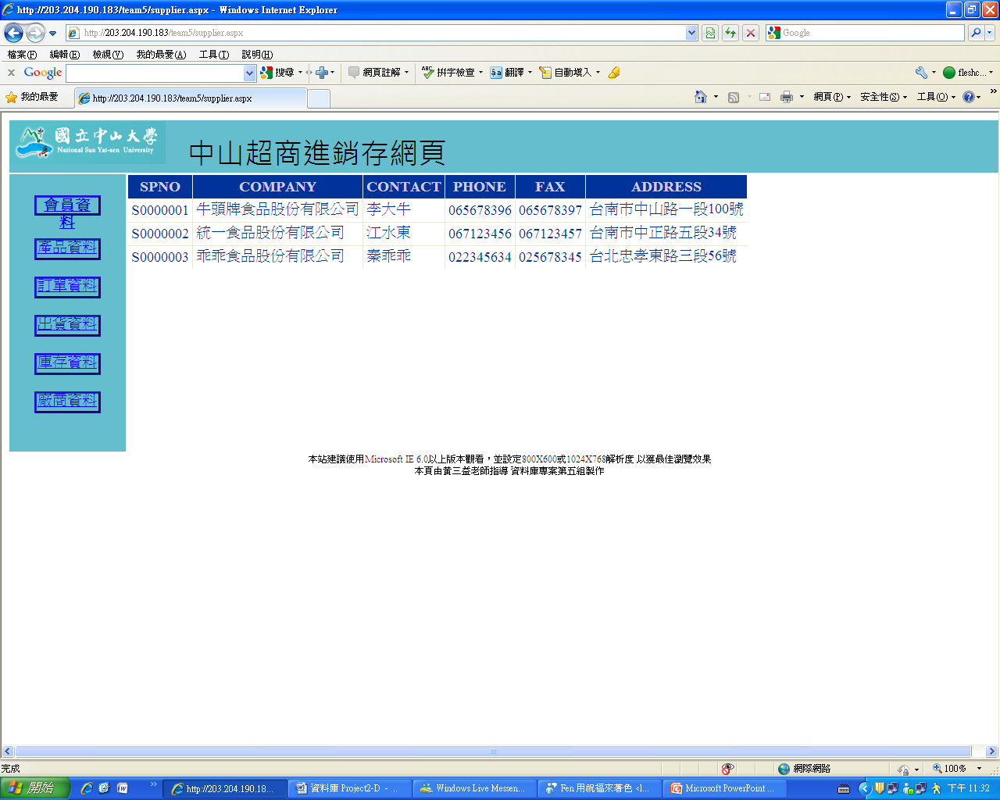 http://203.204.190.183/team5/supplier.aspx - Windows Internet Explorer
http://203.204.190.183/team5/supplier.aspx
Google
檔案(F) 編輯(E) 檢視(V) 我的最愛(A) 工具(T) 說明(H)
x Google 搜尋 網頁註解 拼字檢查 翻譯 自動填入 fleshc...
我的最愛 http://203.204.190.183/team5/supplier.aspx 網頁(P) 安全性(S) 工具(O)
國立中山大學
National Sun Yat-sen University
中山超商進銷存網頁
會員資
料
產品資料
訂單資料
出貨資料
庫存資料
廠商資料
SPNO COMPANY CONTACT PHONE FAX ADDRESS
S0000001 牛頭牌食品股份有限公司 李大牛 065678396 065678397 台南市中山路一段100號
S0000002 統一食品股份有限公司 江水東 067123456 067123457 台南市中正路五段34號
S0000003 乖乖食品股份有限公司 秦乖乖 022345634 025678345 台北忠孝東路三段56號
本站建議使用Microsoft IE 6.0以上版本觀看，並設定800X600或1024X768解析度 以獲最佳瀏覽效果
本頁由黃三益老師指導 資料庫專案第五組製作
完成 網際網路 100%
開始 http://203.204.190.18... 資料庫 Project2-D - ... Windows Live Messen... Fen 用祝福來著色 <l... Microsoft PowerPoint ... 下午 11:32